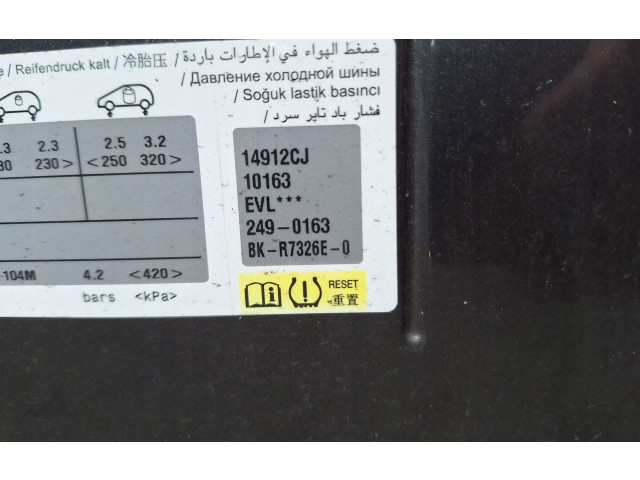 ضغط الهواء في الإطارات باردة /
/ Reifendruck kalt / 冷胎压 /
/ Давление холодной шины
/ Soğuk lastik basıncı
/ فشار باد تایر سرد
2.3 2.5 3.2
230> <250 320>
104M 4.2 <420>
bars <kPa>
14912CJ
10163
EVL***
249-0163
BK-R7326E-0
i
RESET
重置